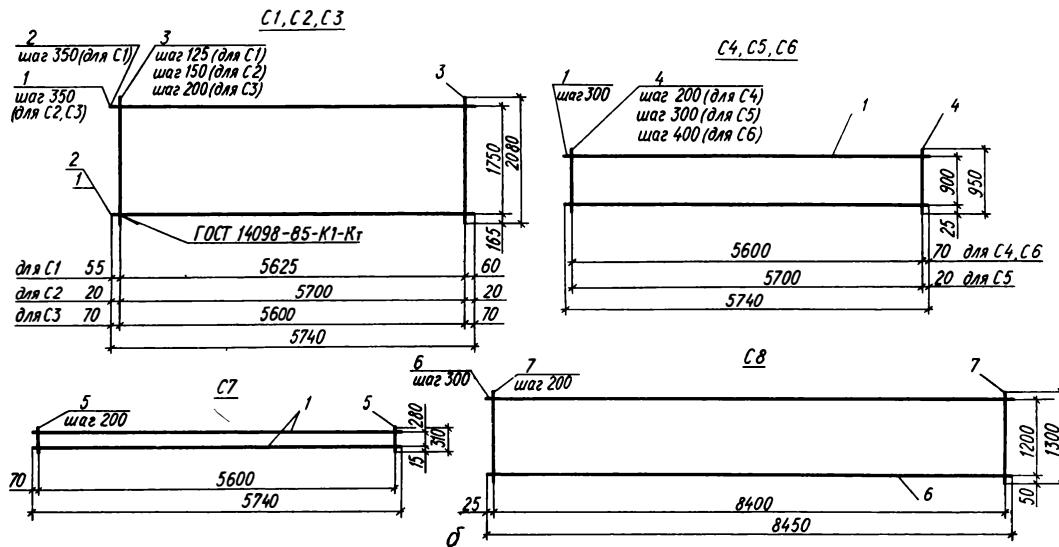 С1, С2, С3
2
шаг 350 (для С1)
1
шаг 350
(для С2, С3)
3
шаг 125 (для С1)
шаг 150 (для С2)
шаг 200 (для С3)
3
1750
2080
165
2
1
ГОСТ 14098-85-К1-Кт
для С1 55 5625 60
для С2 20 5700 20
для С3 70 5600 70
5740
С4, С5, С6
1
шаг 300
4
шаг 200 (для С4)
шаг 300 (для С5)
шаг 400 (для С6)
1
4
900
950
25
5600 70 для С4, С6
5700 20 для С5
5740
С7
5
шаг 200
1
5
280
310
15
70 5600
5740
С8
6
шаг 300
7
шаг 200
7
1200
1300
50
6
25 8400
8450
б